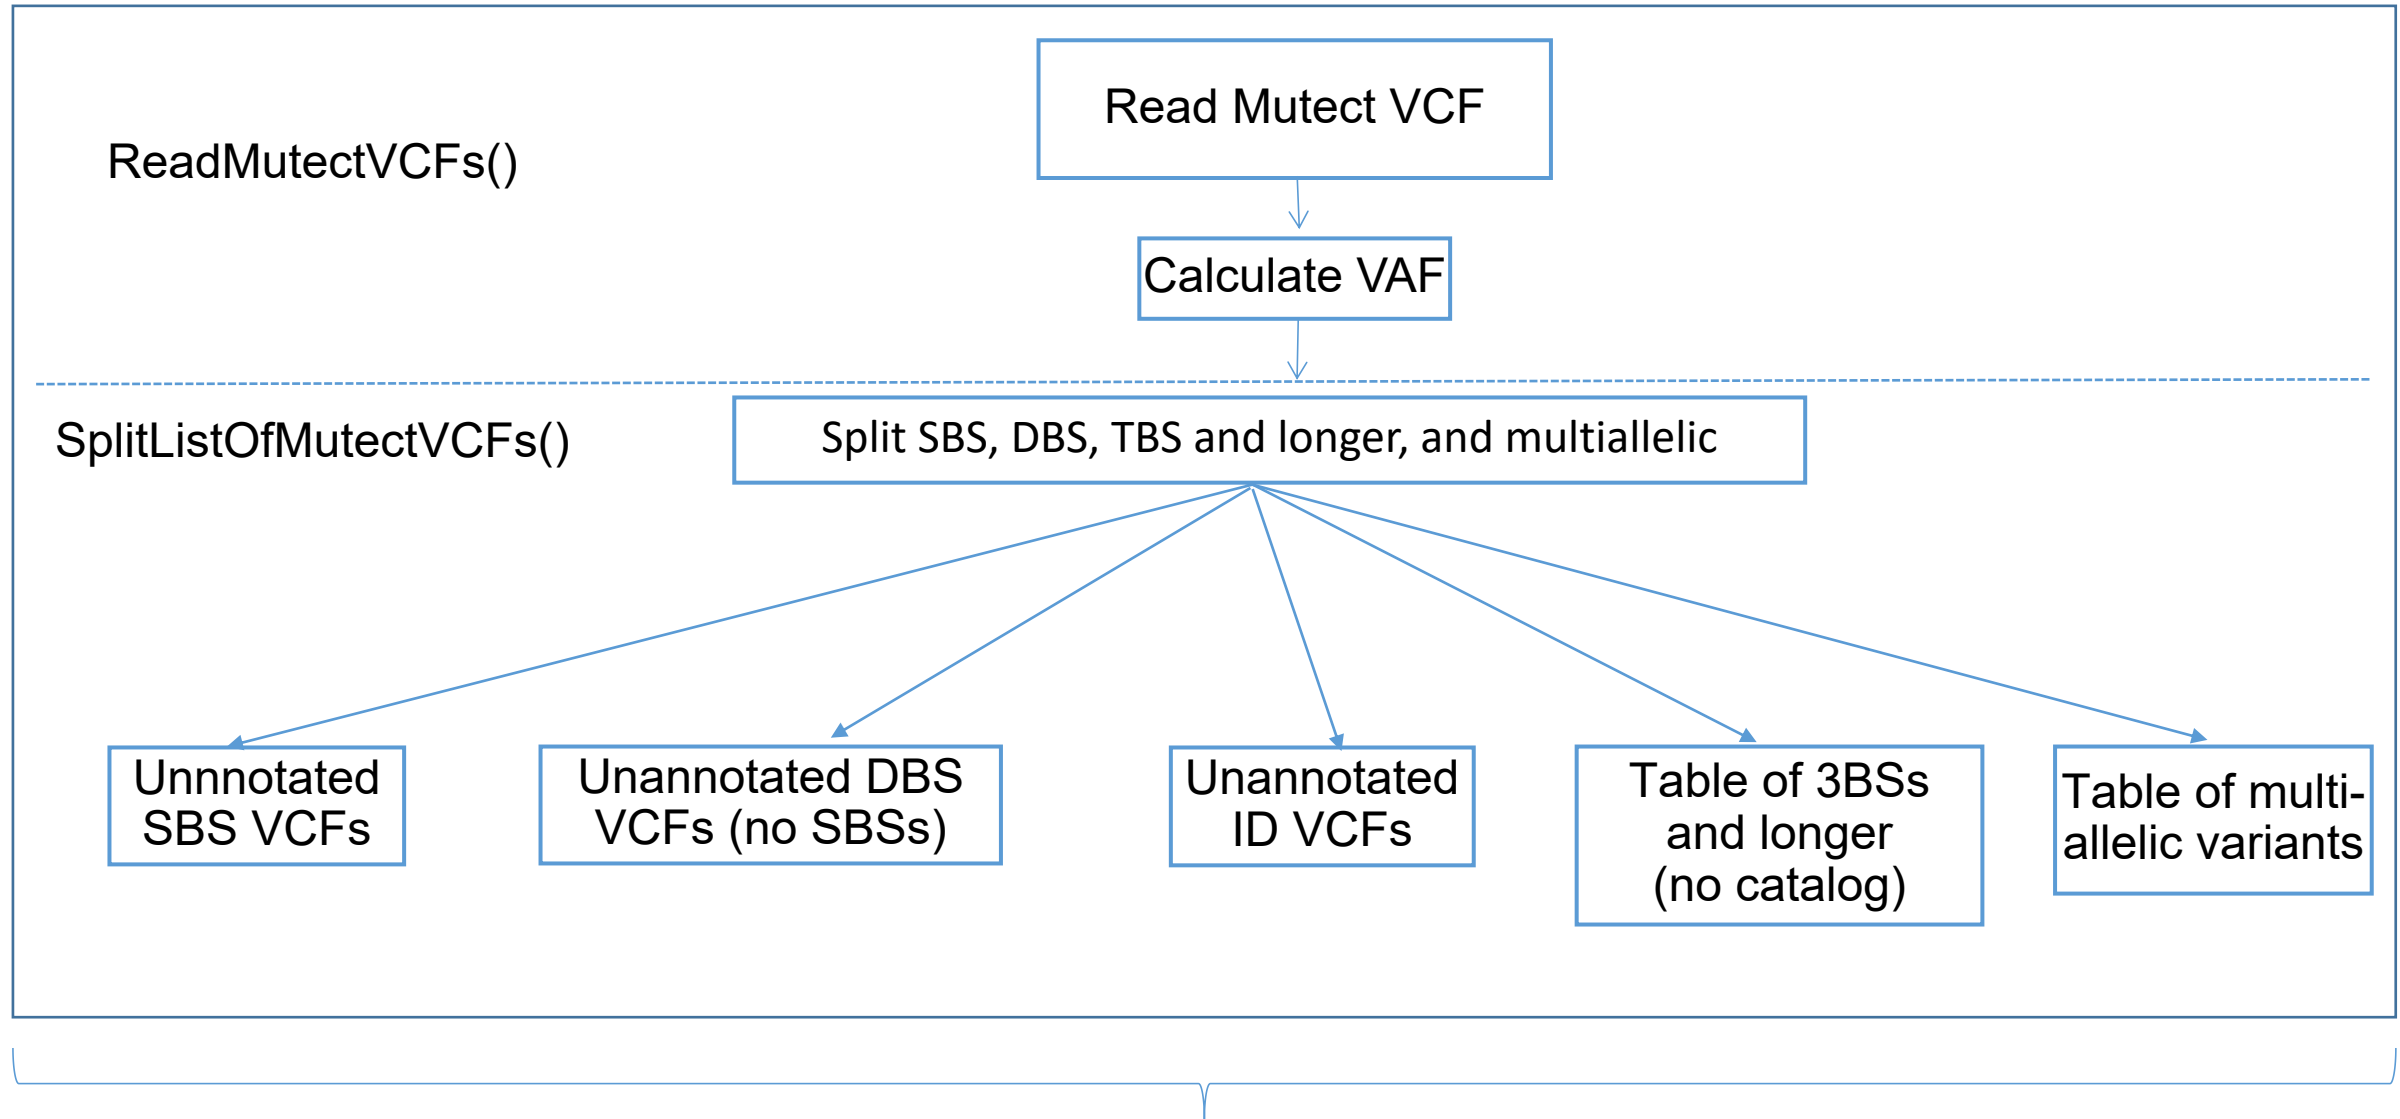 Read Mutect VCF
ReadMutectVCFs()
Calculate VAF
SplitListOfMutectVCFs()
Split SBS, DBS, TBS and longer, and multiallelic
Unnnotated
SBS VCFs
Unannotated DBS
VCFs (no SBSs)
Unannotated
ID VCFs
Table of 3BSs
and longer
(no catalog)
Table of multi-
allelic variants